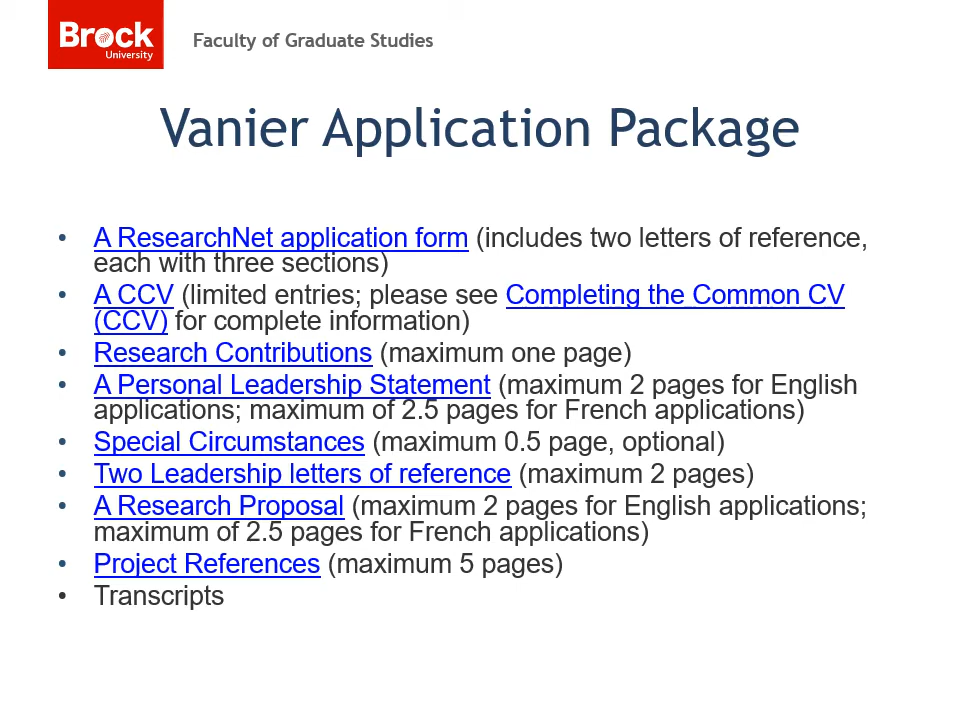 Brock
University
Faculty of Graduate Studies
Vanier Application Package
• A ResearchNet application form (includes two letters of reference,
each with three sections)
• A CCV (limited entries; please see Completing the Common CV
(CCV) for complete information)
• Research Contributions (maximum one page)
• A Personal Leadership Statement (maximum 2 pages for English
applications; maximum of 2.5 pages for French applications)
• Special Circumstances (maximum 0.5 page, optional)
• Two Leadership letters of reference (maximum 2 pages)
• A Research Proposal (maximum 2 pages for English applications;
maximum of 2.5 pages for French applications)
• Project References (maximum 5 pages)
• Transcripts